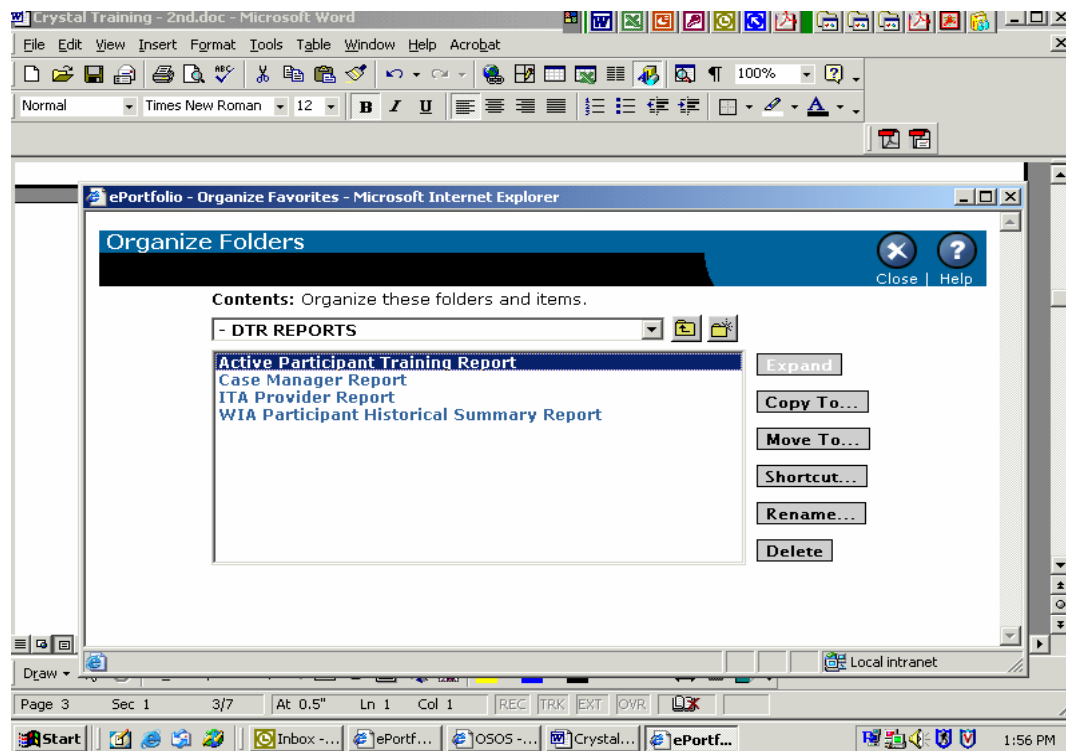 Crystal Training - 2nd.doc - Microsoft Word
File Edit View Insert Format Tools Table Window Help Acrobat
100%
Normal Times New Roman 12 B I U A
ePortfolio - Organize Favorites - Microsoft Internet Explorer
Organize Folders
Close | Help
Contents: Organize these folders and items.
- DTR REPORTS
Active Participant Training Report
Case Manager Report
ITA Provider Report
WIA Participant Historical Summary Report
Expand
Copy To...
Move To...
Shortcut...
Rename...
Delete
Local intranet
Draw
Page 3 Sec 1 3/7 At 0.5" Ln 1 Col 1 REC TRK EXT OVR
Start Inbox -... ePortf... OSOS -... Crystal... ePortf... 1:56 PM